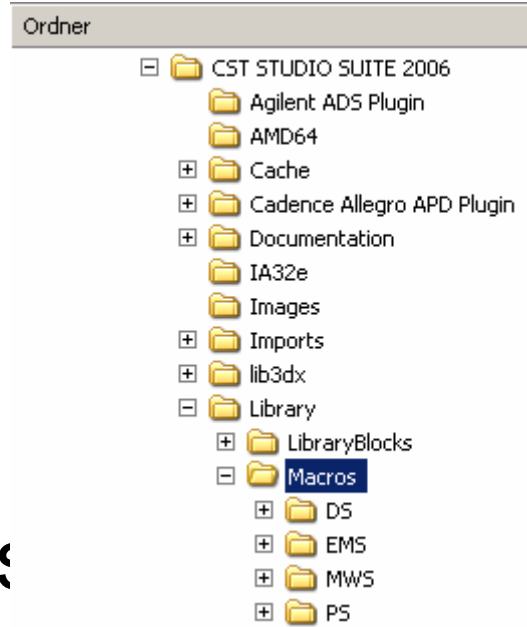 Ordner
CST STUDIO SUITE 2006
Agilent ADS Plugin
AMD64
Cache
Cadence Allegro APD Plugin
Documentation
IA32e
Images
Imports
lib3dx
Library
LibraryBlocks
Macros
DS
EMS
MWS
PS